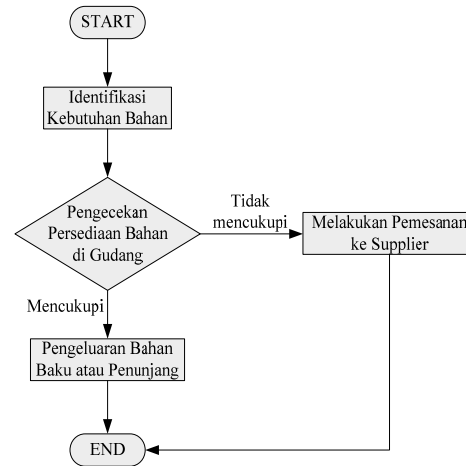 START
Identifikasi
Kebutuhan Bahan
Pengecekan
Persediaan Bahan
di Gudang
Tidak
mencukupi
Melakukan Pemesanan
ke Supplier
Mencukupi
Pengeluaran Bahan
Baku atau Penunjang
END